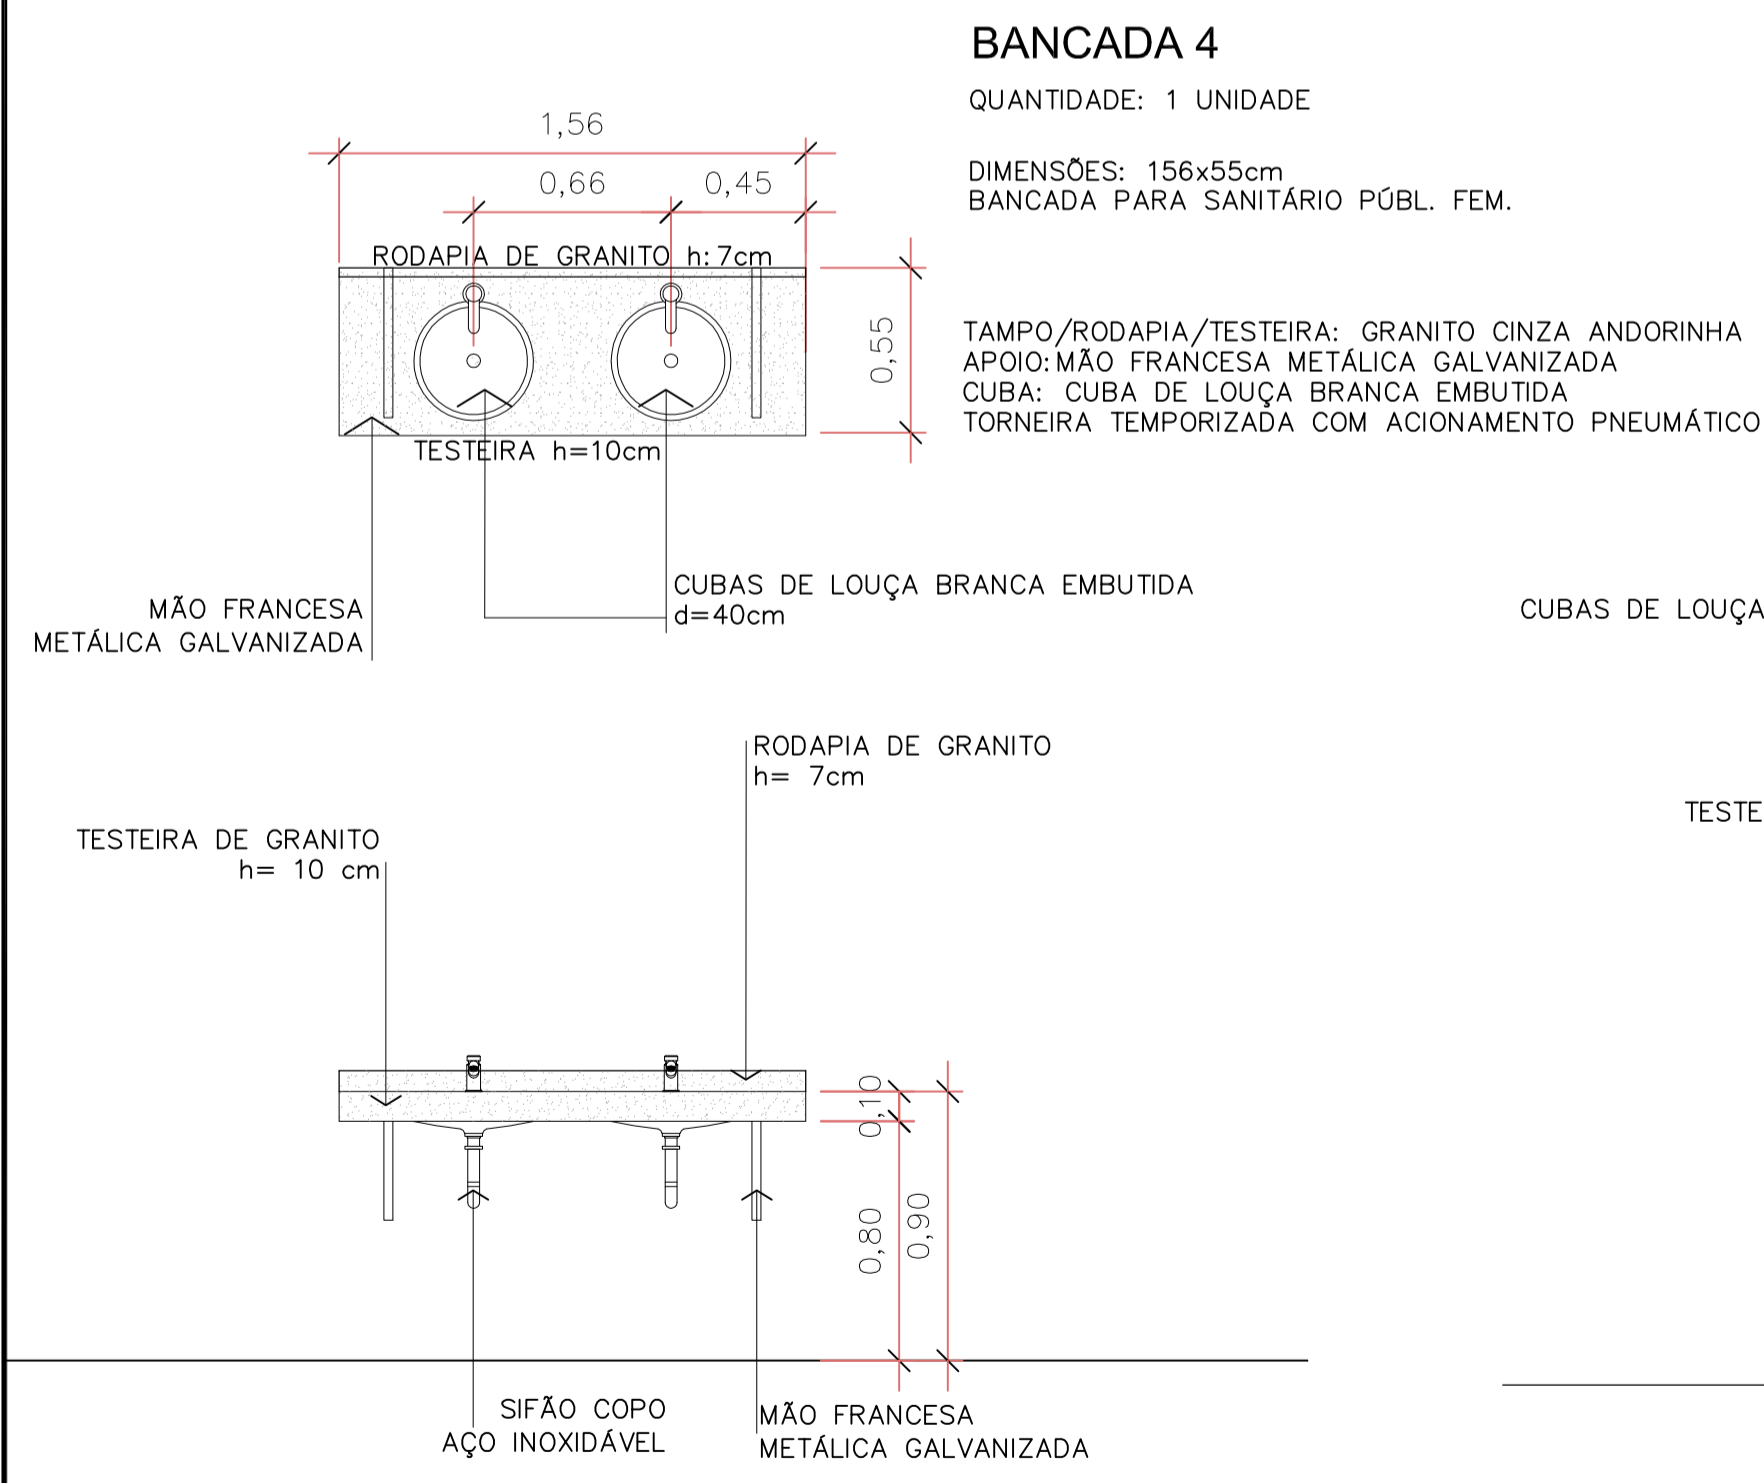 BANCADA 4
QUANTIDADE: 1 UNIDADE
DIMENSÕES: 156x55cm
BANCADA PARA SANITÁRIO PÚBL. FEM.
1,56
0,66
0,45
RODAPIA DE GRANITO h: 7cm
0,55
TESTEIRA h=10cm
TAMPO/RODAPIA/TESTEIRA: GRANITO CINZA ANDORINHA
APOIO: MÃO FRANCESA METÁLICA GALVANIZADA
CUBA: CUBA DE LOUÇA BRANCA EMBUTIDA
TORNEIRA TEMPORIZADA COM ACIONAMENTO PNEUMÁTICO
MÃO FRANCESA
METÁLICA GALVANIZADA
CUBAS DE LOUÇA BRANCA EMBUTIDA
d=40cm
CUBAS DE LOUÇA
RODAPIA DE GRANITO
h= 7cm
TESTEIRA DE GRANITO
h= 10 cm
TESTE
0,10
0,80
0,90
SIFÃO COPO
AÇO INOXIDÁVEL
MÃO FRANCESA
METÁLICA GALVANIZADA